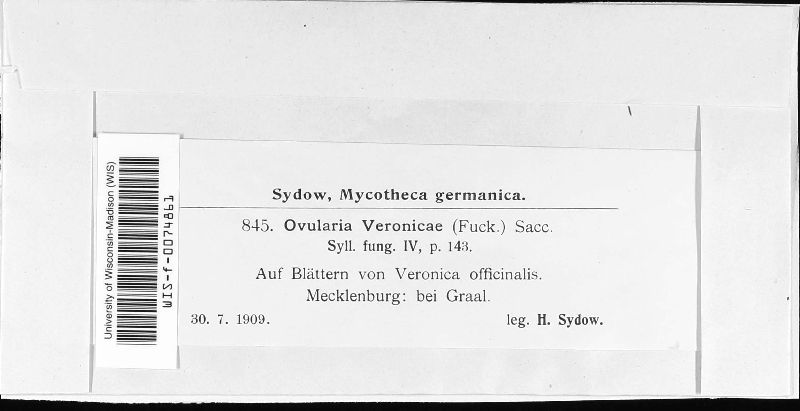 Sydow, Mycotheca germanica.
845. Ovularia Veronicae (Fuck.) Sacc.
Syll. fung. IV, p. 143.
Auf Blättern von Veronica officinalis.
Mecklenburg: bei Graal.
30. 7. 1909. leg. H. Sydow.
University of Wisconsin-Madison (WIS)
WIS-f-0074867